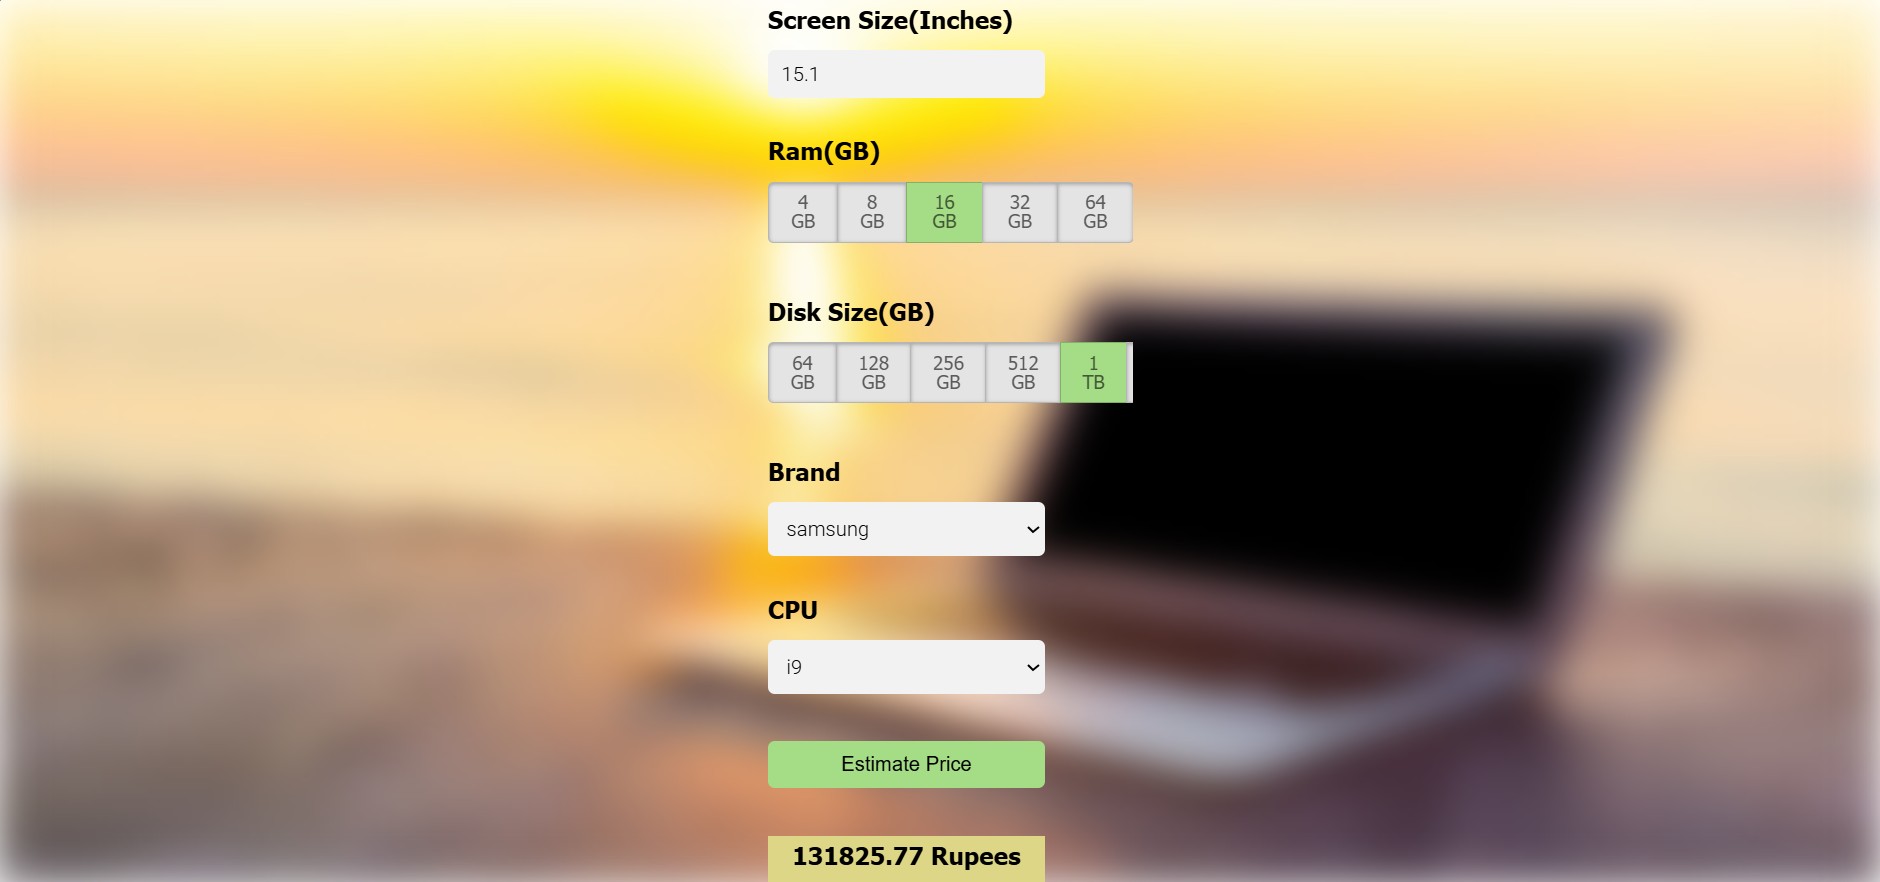 Screen Size(Inches)
15.1
Ram(GB)
4 8 16 32 64
GB GB GB GB GB
Disk Size(GB)
64 128 256 512 1
GB GB GB GB TB
Brand
samsung
CPU
i9
Estimate Price
131825.77 Rupees